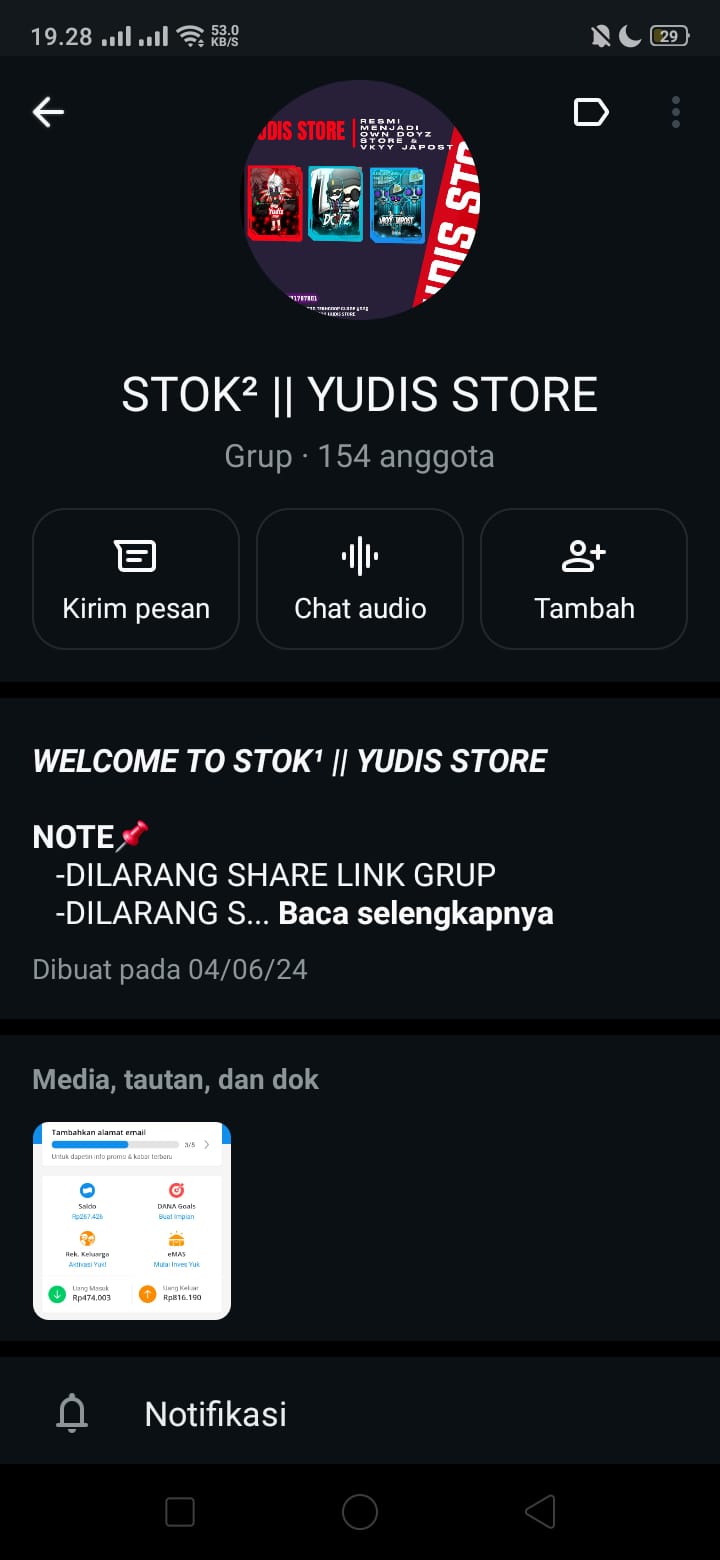 19.28
53.0
KB/S
29
UDIS STORE
RESMI
MENJADI
OWN DOYZ
STORE &
VKYY JAPOST
STOK² || YUDIS STORE
Grup · 154 anggota
Kirim pesan
Chat audio
Tambah
WELCOME TO STOK¹ || YUDIS STORE
NOTE📌
-DILARANG SHARE LINK GRUP
-DILARANG S... Baca selengkapnya
Dibuat pada 04/06/24
Media, tautan, dan dok
Tambahkan alamat email
3/5
Untuk dapetin info promo & kabar terbaru
Saldo
Rp267.426
DANA Goals
Buat Impian
Rek. Keluarga
Aktivasi Yuk!
eMAS
Mulai Inves Yuk
Uang Masuk
Rp474.003
Uang Keluar
Rp816.190
Notifikasi